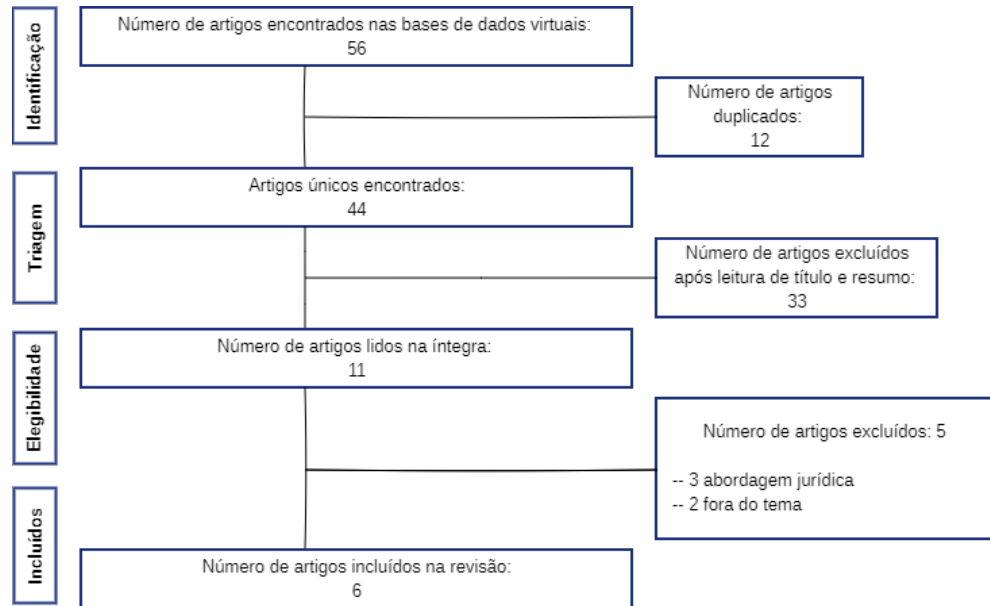 Identificação
Número de artigos encontrados nas bases de dados virtuais:
56
Número de artigos
duplicados:
12
Triagem
Artigos únicos encontrados:
44
Número de artigos excluídos
após leitura de título e resumo:
33
Elegibilidade
Número de artigos lidos na íntegra:
11
Número de artigos excluídos: 5
-- 3 abordagem jurídica
-- 2 fora do tema
Incluídos
Número de artigos incluídos na revisão:
6